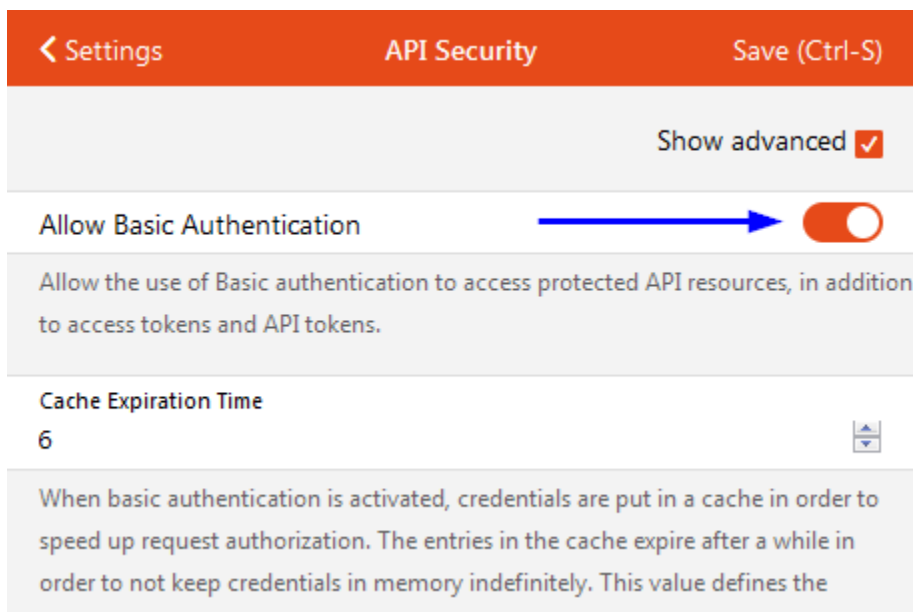 Settings API Security Save (Ctrl-S)
Show advanced
Allow Basic Authentication
Allow the use of Basic authentication to access protected API resources, in addition
to access tokens and API tokens.
Cache Expiration Time
6
When basic authentication is activated, credentials are put in a cache in order to
speed up request authorization. The entries in the cache expire after a while in
order to not keep credentials in memory indefinitely. This value defines the